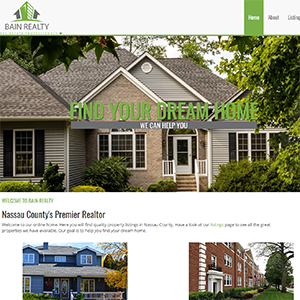 BAIN REALTY
Home
About
Listing
FIND YOUR DREAM HOME
WE CAN HELP YOU
WELCOME TO BAIN REALTY
Nassau County's Premier Realtor
Welcome to our online home. Here you will find quality property listings in Nassau County. Have a look at our listings page to see all the great
properties we have available. Our goal is to help you find your dream home.